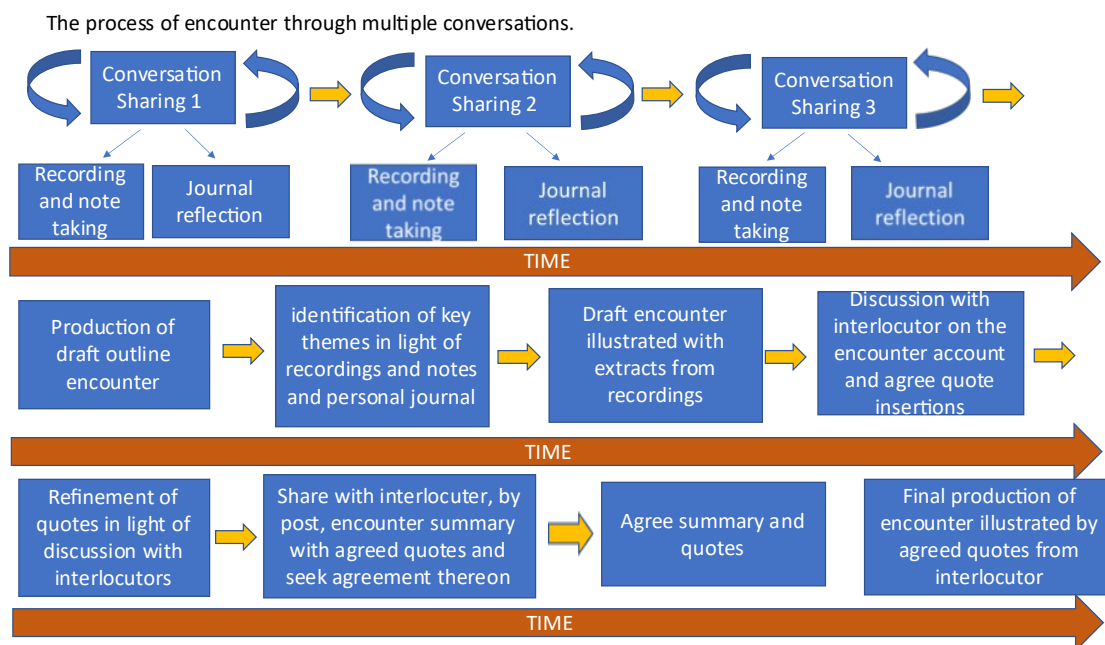 The process of encounter through multiple conversations.
Conversation
Sharing 1
Conversation
Sharing 2
Conversation
Sharing 3
Recording
and note
taking
Journal
reflection
Recording
and note
taking
Journal
reflection
Recording
and note
taking
Journal
reflection
TIME
Production of
draft outline
encounter
identification of key
themes in light of
recordings and notes
and personal journal
Draft encounter
illustrated with
extracts from
recordings
Discussion with
interlocutor on the
encounter account
and agree quote
insertions
TIME
Refinement of
quotes in light of
discussion with
interlocutors
Share with interlocuter, by
post, encounter summary
with agreed quotes and
seek agreement thereon
Agree summary and
quotes
Final production of
encounter illustrated by
agreed quotes from
interlocutor
TIME